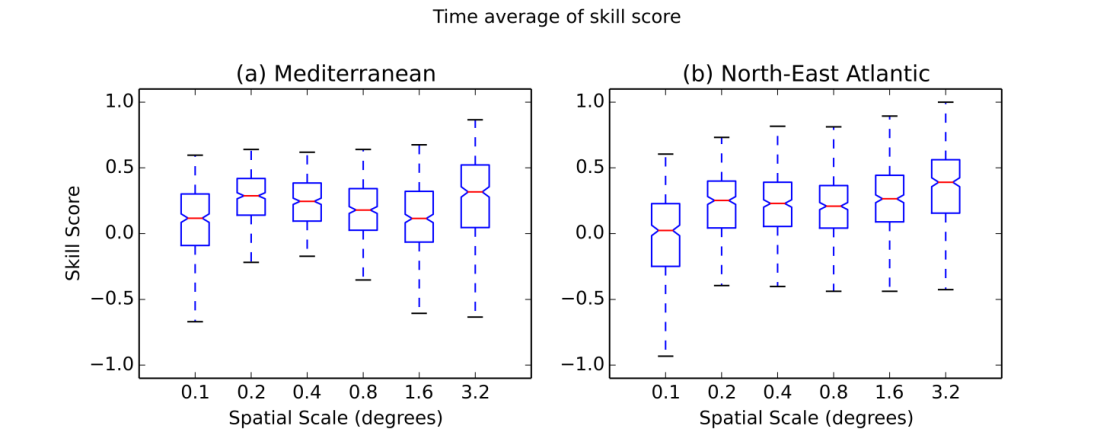 Time average of skill score
(a) Mediterranean
(b) North-East Atlantic
Skill Score
1.0
0.5
0.0
−0.5
−1.0
0.1 0.2 0.4 0.8 1.6 3.2
Spatial Scale (degrees)
1.0
0.5
0.0
−0.5
−1.0
0.1 0.2 0.4 0.8 1.6 3.2
Spatial Scale (degrees)